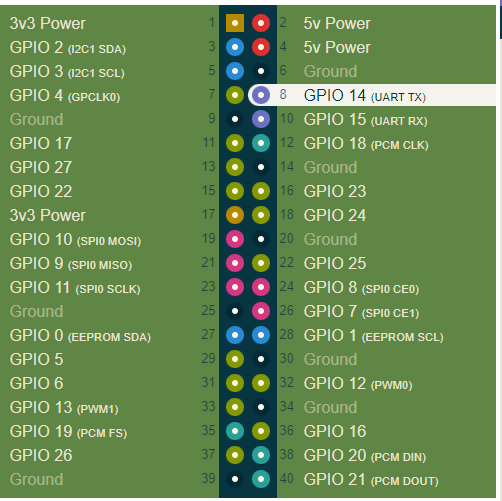 3v3 Power 1 2 5v Power
GPIO 2 (I2C1 SDA) 3 4 5v Power
GPIO 3 (I2C1 SCL) 5 6 Ground
GPIO 4 (GPCLK0) 7 8 GPIO 14 (UART TX)
Ground 9 10 GPIO 15 (UART RX)
GPIO 17 11 12 GPIO 18 (PCM CLK)
GPIO 27 13 14 Ground
GPIO 22 15 16 GPIO 23
3v3 Power 17 18 GPIO 24
GPIO 10 (SPI0 MOSI) 19 20 Ground
GPIO 9 (SPI0 MISO) 21 22 GPIO 25
GPIO 11 (SPI0 SCLK) 23 24 GPIO 8 (SPI0 CE0)
Ground 25 26 GPIO 7 (SPI0 CE1)
GPIO 0 (EEPROM SDA) 27 28 GPIO 1 (EEPROM SCL)
GPIO 5 29 30 Ground
GPIO 6 31 32 GPIO 12 (PWM0)
GPIO 13 (PWM1) 33 34 Ground
GPIO 19 (PCM FS) 35 36 GPIO 16
GPIO 26 37 38 GPIO 20 (PCM DIN)
Ground 39 40 GPIO 21 (PCM DOUT)